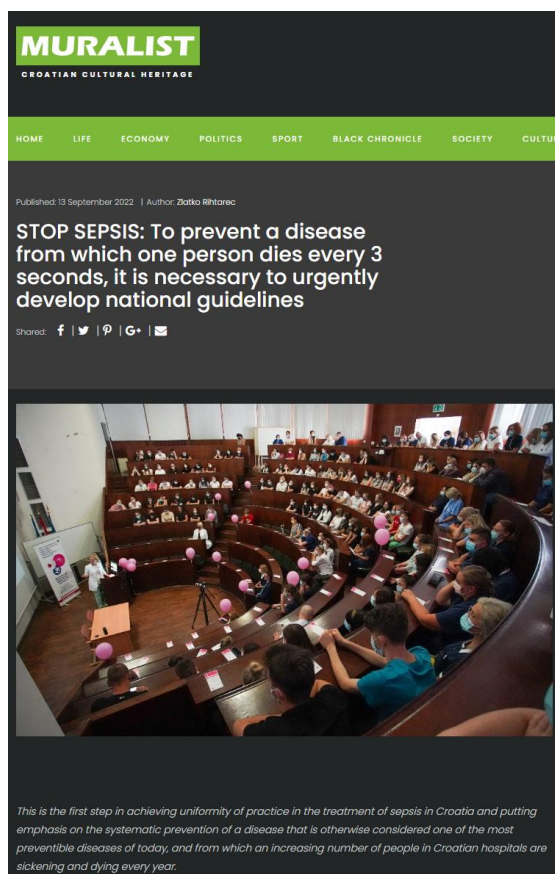 MURALIST
CROATIAN CULTURAL HERITAGE
HOME LIFE ECONOMY POLITICS SPORT BLACK CHRONICLE SOCIETY CULTU
Published: 13 September 2022 | Author: Zlatko Rihtarec
STOP SEPSIS: To prevent a disease
from which one person dies every 3
seconds, it is necessary to urgently
develop national guidelines
Shared:
This is the first step in achieving uniformity of practice in the treatment of sepsis in Croatia and putting
emphasis on the systematic prevention of a disease that is otherwise considered one of the most
preventible diseases of today, and from which an increasing number of people in Croatian hospitals are
sickening and dying every year.